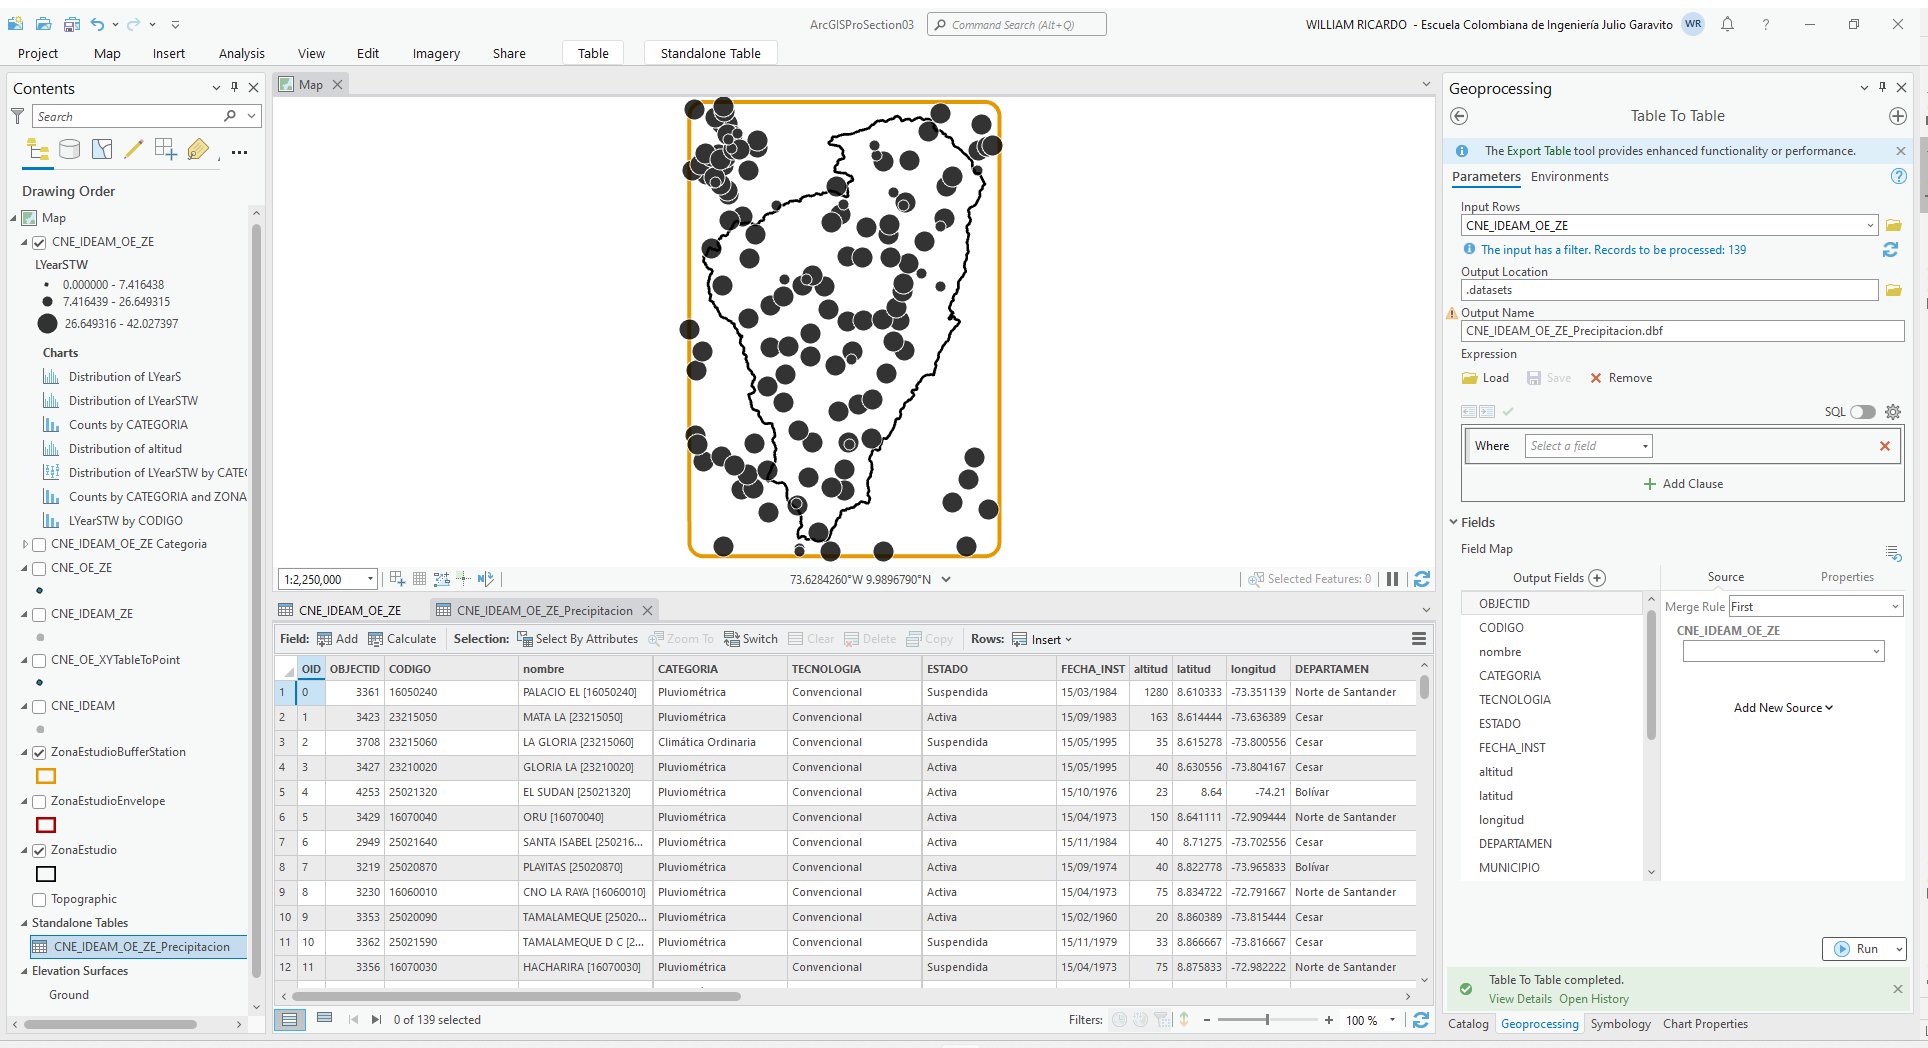 ArcGISProSection03
Command Search (Alt+Q)
WILLIAM RICARDO - Escuela Colombiana de Ingeniería Julio Garavito
WR
?
Project
Map
Insert
Analysis
View
Edit
Imagery
Share
Table
Standalone Table
Contents
Search
Drawing Order
Map
CNE_IDEAM_OE_ZE
LYearSTW
0.000000 - 7.416438
7.416439 - 26.649315
26.649316 - 42.027397
Charts
Distribution of LYearS
Distribution of LYearSTW
Counts by CATEGORIA
Distribution of altitud
Distribution of LYearSTW by CATE
Counts by CATEGORIA and ZONA
LYearSTW by CODIGO
CNE_IDEAM_OE_ZE Categoria
CNE_OE_ZE
CNE_IDEAM_ZE
CNE_OE_XYTableToPoint
CNE_IDEAM
ZonaEstudioBufferStation
ZonaEstudioEnvelope
ZonaEstudio
Topographic
Standalone Tables
CNE_IDEAM_OE_ZE_Precipitacion
Elevation Surfaces
Ground
Map
1:2,250,000
73.6284260°W 9.9896790°N
Selected Features: 0
CNE_IDEAM_OE_ZE
CNE_IDEAM_OE_ZE_Precipitacion
Field: Add Calculate Selection: Select By Attributes Zoom To Switch Clear Delete Copy Rows: Insert
OID OBJECTID CODIGO nombre CATEGORIA TECNOLOGIA ESTADO FECHA_INST altitud latitud longitud DEPARTAMEN
1 0 3361 16050240 PALACIO EL [16050240] Pluviométrica Convencional Suspendida 15/03/1984 1280 8.610333 -73.351139 Norte de Santander
2 1 3423 23215050 MATA LA [23215050] Pluviométrica Convencional Activa 15/09/1983 163 8.614444 -73.636389 Cesar
3 2 3708 23215060 LA GLORIA [23215060] Climática Ordinaria Convencional Suspendida 15/05/1995 35 8.615278 -73.800556 Cesar
4 3 3427 23210020 GLORIA LA [23210020] Pluviométrica Convencional Activa 15/05/1995 40 8.630556 -73.804167 Cesar
5 4 4253 25021320 EL SUDAN [25021320] Pluviométrica Convencional Activa 15/10/1976 23 8.64 -74.21 Bolívar
6 5 3429 16070040 ORU [16070040] Pluviométrica Convencional Activa 15/04/1973 150 8.641111 -72.909444 Norte de Santander
7 6 2949 25021640 SANTA ISABEL [250216... Pluviométrica Convencional Activa 15/11/1984 40 8.71275 -73.702556 Cesar
8 7 3219 25020870 PLAYITAS [25020870] Pluviométrica Convencional Activa 15/09/1974 40 8.822778 -73.965833 Bolívar
9 8 3230 16060010 CNO LA RAYA [16060010] Pluviométrica Convencional Activa 15/04/1973 75 8.834722 -72.791667 Norte de Santander
10 9 3353 25020090 TAMALAMEQUE [25020... Pluviométrica Convencional Activa 15/02/1960 20 8.860389 -73.815444 Cesar
11 10 3362 25021590 TAMALAMEQUE D C [2... Pluviométrica Convencional Suspendida 15/11/1979 33 8.866667 -73.816667 Cesar
12 11 3356 16070030 HACHARIRA [16070030] Pluviométrica Convencional Suspendida 15/04/1973 75 8.875833 -72.982222 Norte de Santander
0 of 139 selected
Filters:
100 %
Geoprocessing
Table To Table
The Export Table tool provides enhanced functionality or performance.
Parameters Environments
Input Rows
CNE_IDEAM_OE_ZE
The input has a filter. Records to be processed: 139
Output Location
.datasets
Output Name
CNE_IDEAM_OE_ZE_Precipitacion.dbf
Expression
Load Save Remove
SQL
Where Select a field
Add Clause
Fields
Field Map
Output Fields
OBJECTID
CODIGO
nombre
CATEGORIA
TECNOLOGIA
ESTADO
FECHA_INST
altitud
latitud
longitud
DEPARTAMEN
MUNICIPIO
Source Properties
Merge Rule First
CNE_IDEAM_OE_ZE
Add New Source
Run
Table To Table completed.
View Details Open History
Catalog Geoprocessing Symbology Chart Properties